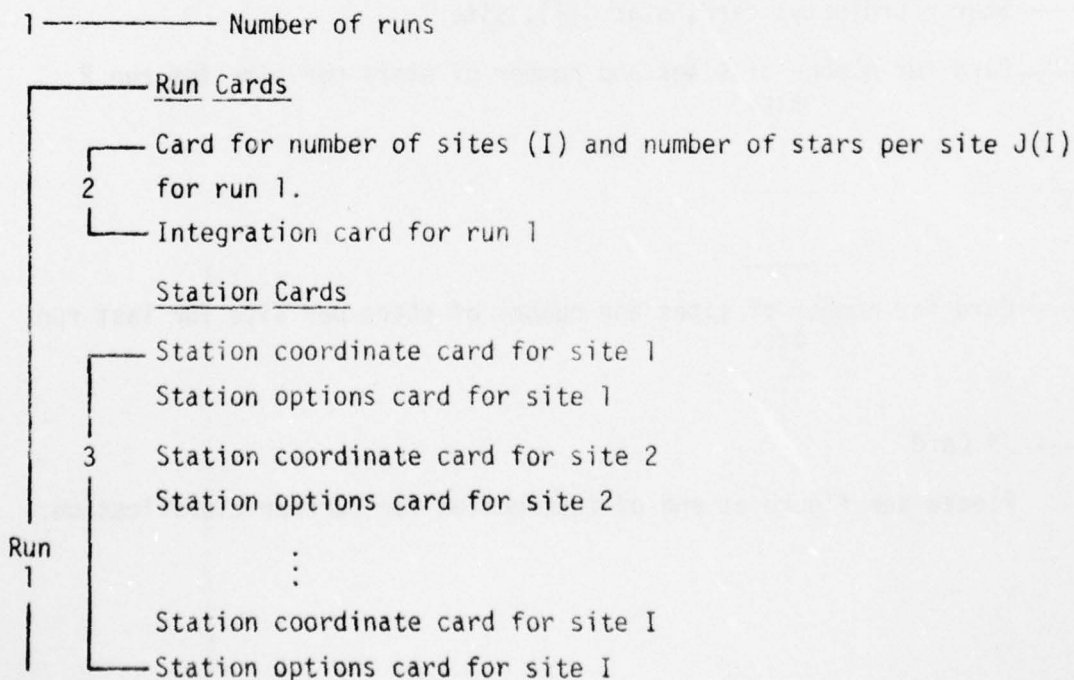 1 Number of runs
Run Cards
Card for number of sites (I) and number of stars per site J(I)
2 for run 1.
Integration card for run 1
Station Cards
Station coordinate card for site 1
Station options card for site 1
3 Station coordinate card for site 2
Station options card for site 2
Run
1
Station coordinate card for site I
Station options card for site I